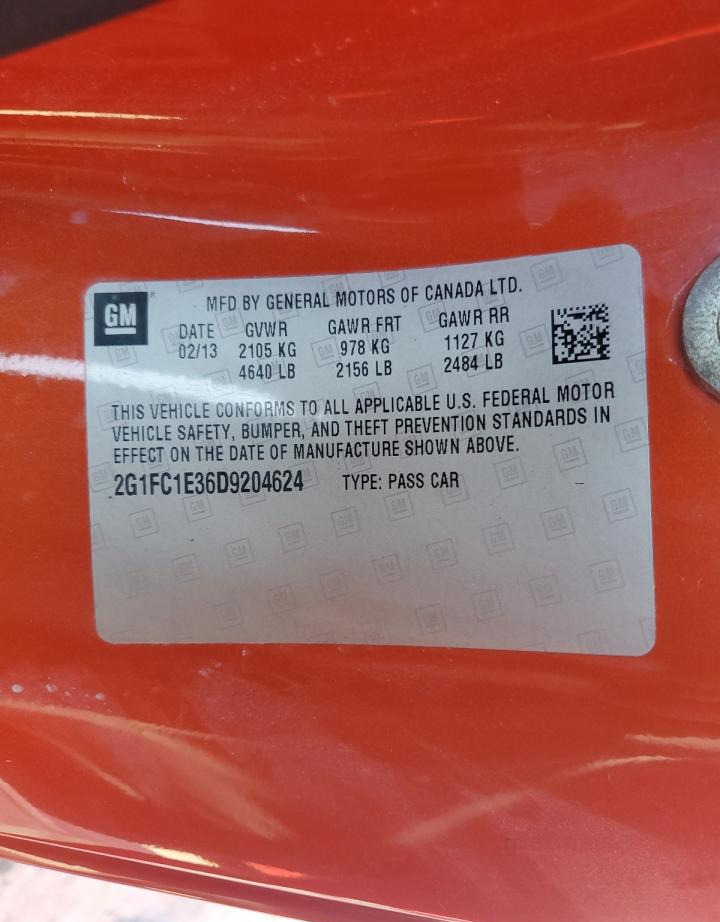 GM
MFD BY GENERAL MOTORS OF CANADA LTD.
DATE GVWR GAWR FRT GAWR RR
02/13 2105 KG 978 KG 1127 KG
4640 LB 2156 LB 2484 LB
THIS VEHICLE CONFORMS TO ALL APPLICABLE U.S. FEDERAL MOTOR
VEHICLE SAFETY, BUMPER, AND THEFT PREVENTION STANDARDS IN
EFFECT ON THE DATE OF MANUFACTURE SHOWN ABOVE.
2G1FC1E36D9204624 TYPE: PASS CAR